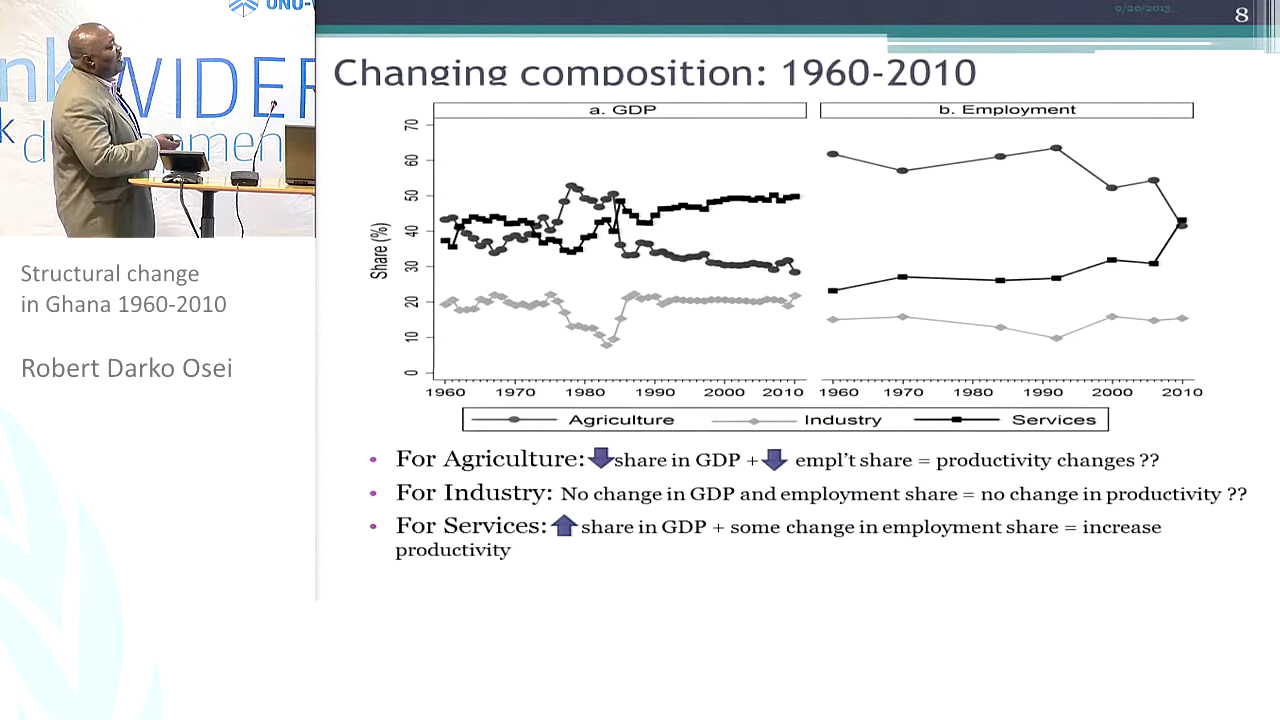 UNU-W
nk WIDER
k development
Structural change
in Ghana 1960-2010
Robert Darko Osei
9/20/2013
8
Changing composition: 1960-2010
a. GDP
b. Employment
Share (%)
70
60
50
40
30
20
10
0
1960 1970 1980 1990 2000 2010
1960 1970 1980 1990 2000 2010
Agriculture Industry Services
• For Agriculture: share in GDP + empl't share = productivity changes ??
• For Industry: No change in GDP and employment share = no change in productivity ??
• For Services: share in GDP + some change in employment share = increase
productivity